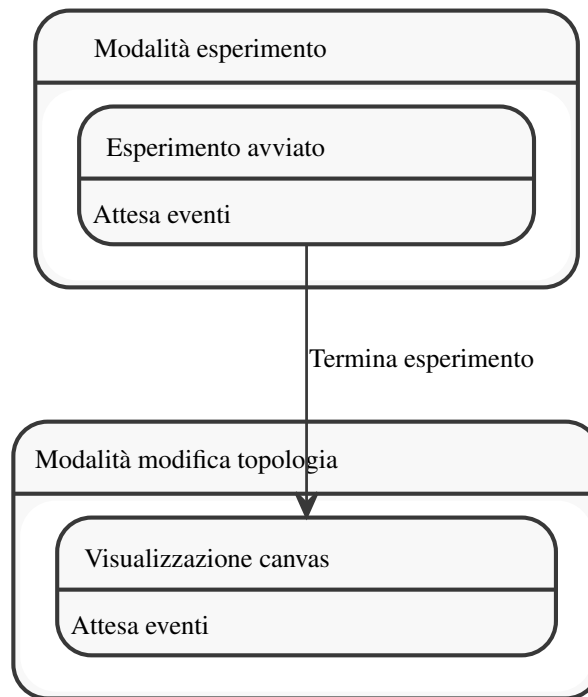 Modalità esperimento
Esperimento avviato
Attesa eventi
Termina esperimento
Modalità modifica topologia
Visualizzazione canvas
Attesa eventi